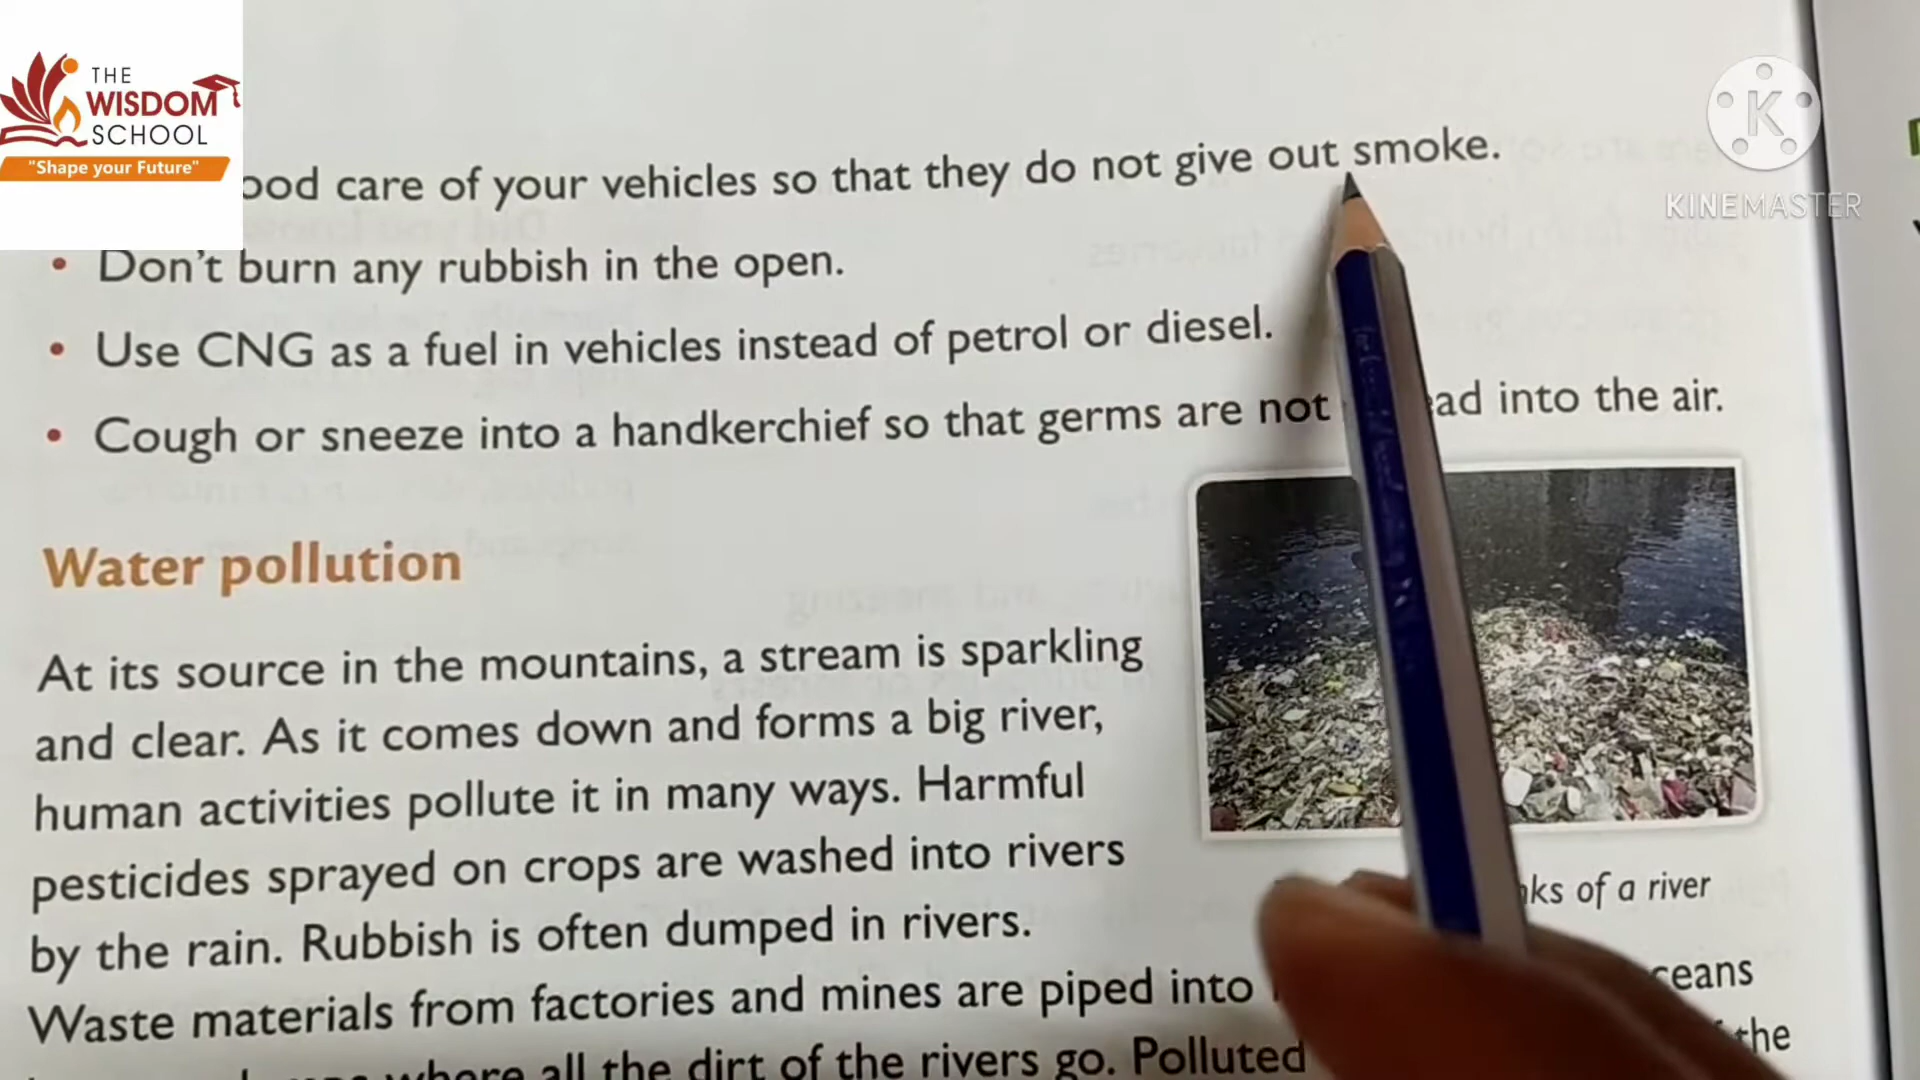 THE
WISDOM
SCHOOL
"Shape your Future"
KINEMASTER
care of your vehicles so that they do not give out smoke.
• Don't burn any rubbish in the open.
• Use CNG as a fuel in vehicles instead of petrol or diesel.
• Cough or sneeze into a handkerchief so that germs are not into the air.
Water pollution
At its source in the mountains, a stream is sparkling
and clear. As it comes down and forms a big river,
human activities pollute it in many ways. Harmful
pesticides sprayed on crops are washed into rivers
by the rain. Rubbish is often dumped in rivers.
of a river
Waste materials from factories and mines are piped into
where all the dirt of the rivers go. Polluted the